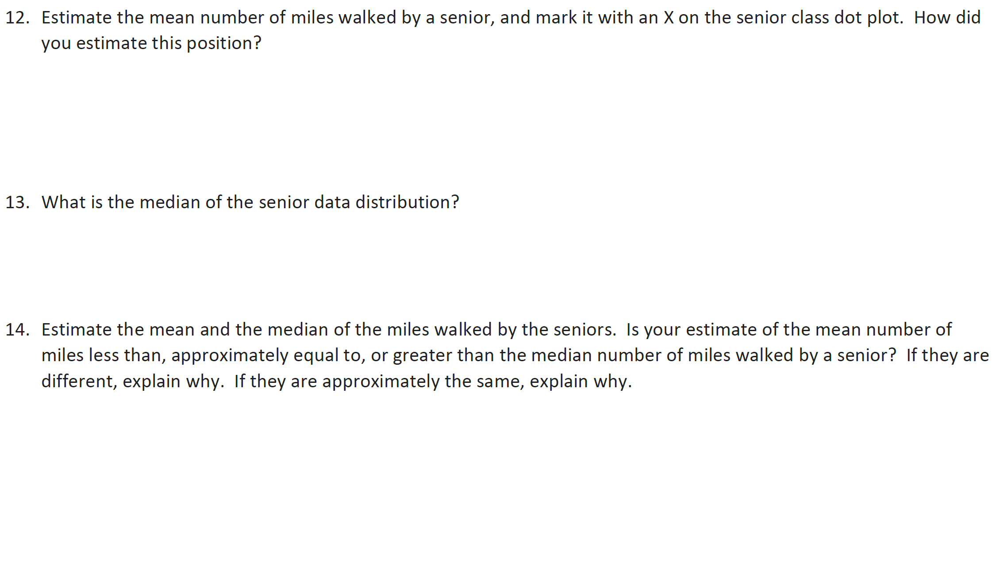 12. Estimate the mean number of miles walked by a senior, and mark it with an X on the senior class dot plot. How did
you estimate this position?
13. What is the median of the senior data distribution?
14. Estimate the mean and the median of the miles walked by the seniors. Is your estimate of the mean number of
miles less than, approximately equal to, or greater than the median number of miles walked by a senior? If they are
different, explain why. If they are approximately the same, explain why.